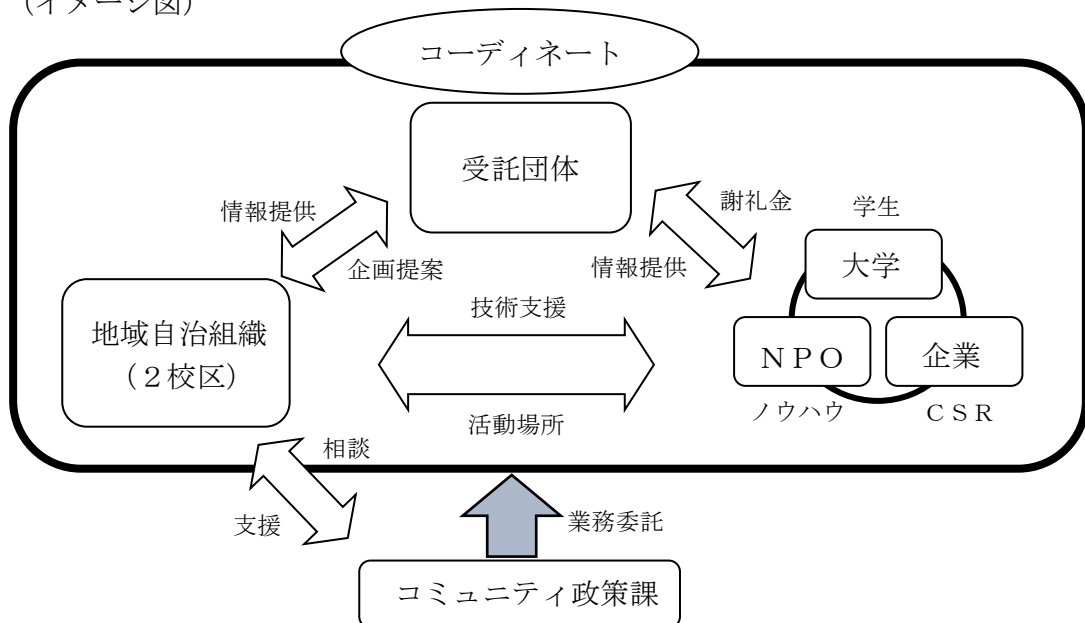 (イメージ図)
コーディネート
受託団体
情報提供
企画提案
謝礼金
情報提供
学生
大学
NPO
企業
ノウハウ
CSR
地域自治組織
(2校区)
技術支援
活動場所
相談
支援
業務委託
コミュニティ政策課